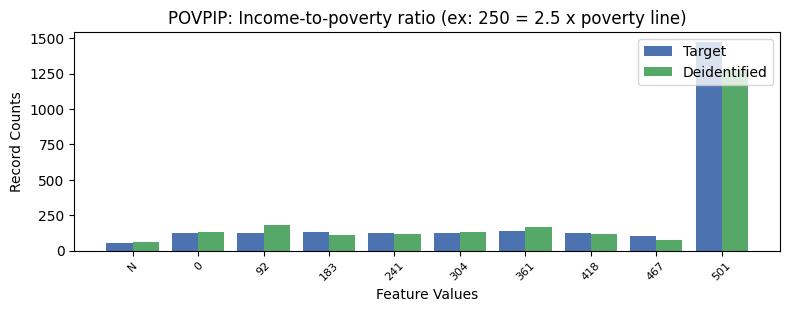 POVPIP: Income-to-poverty ratio (ex: 250 = 2.5 x poverty line)
Record Counts
1500
1250
1000
750
500
250
0
Target
Deidentified
N 0 92 183 241 304 361 418 467 501
Feature Values